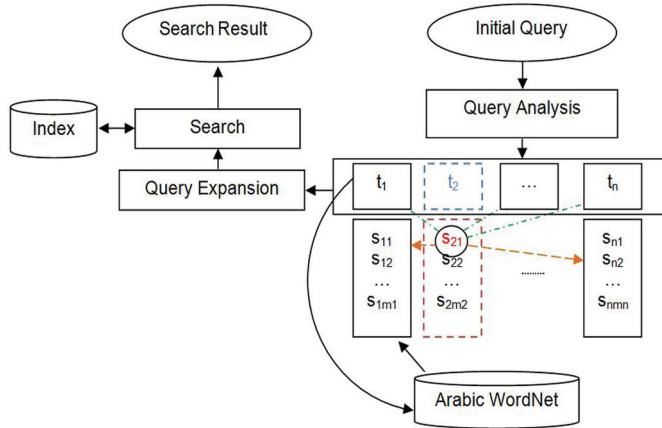 Search Result
Initial Query
Index
Search
Query Analysis
Query Expansion
t1
t2
...
tn
s11
s12
...
s1m1
s21
s22
...
s2m2
.........
sn1
sn2
...
snmn
Arabic WordNet